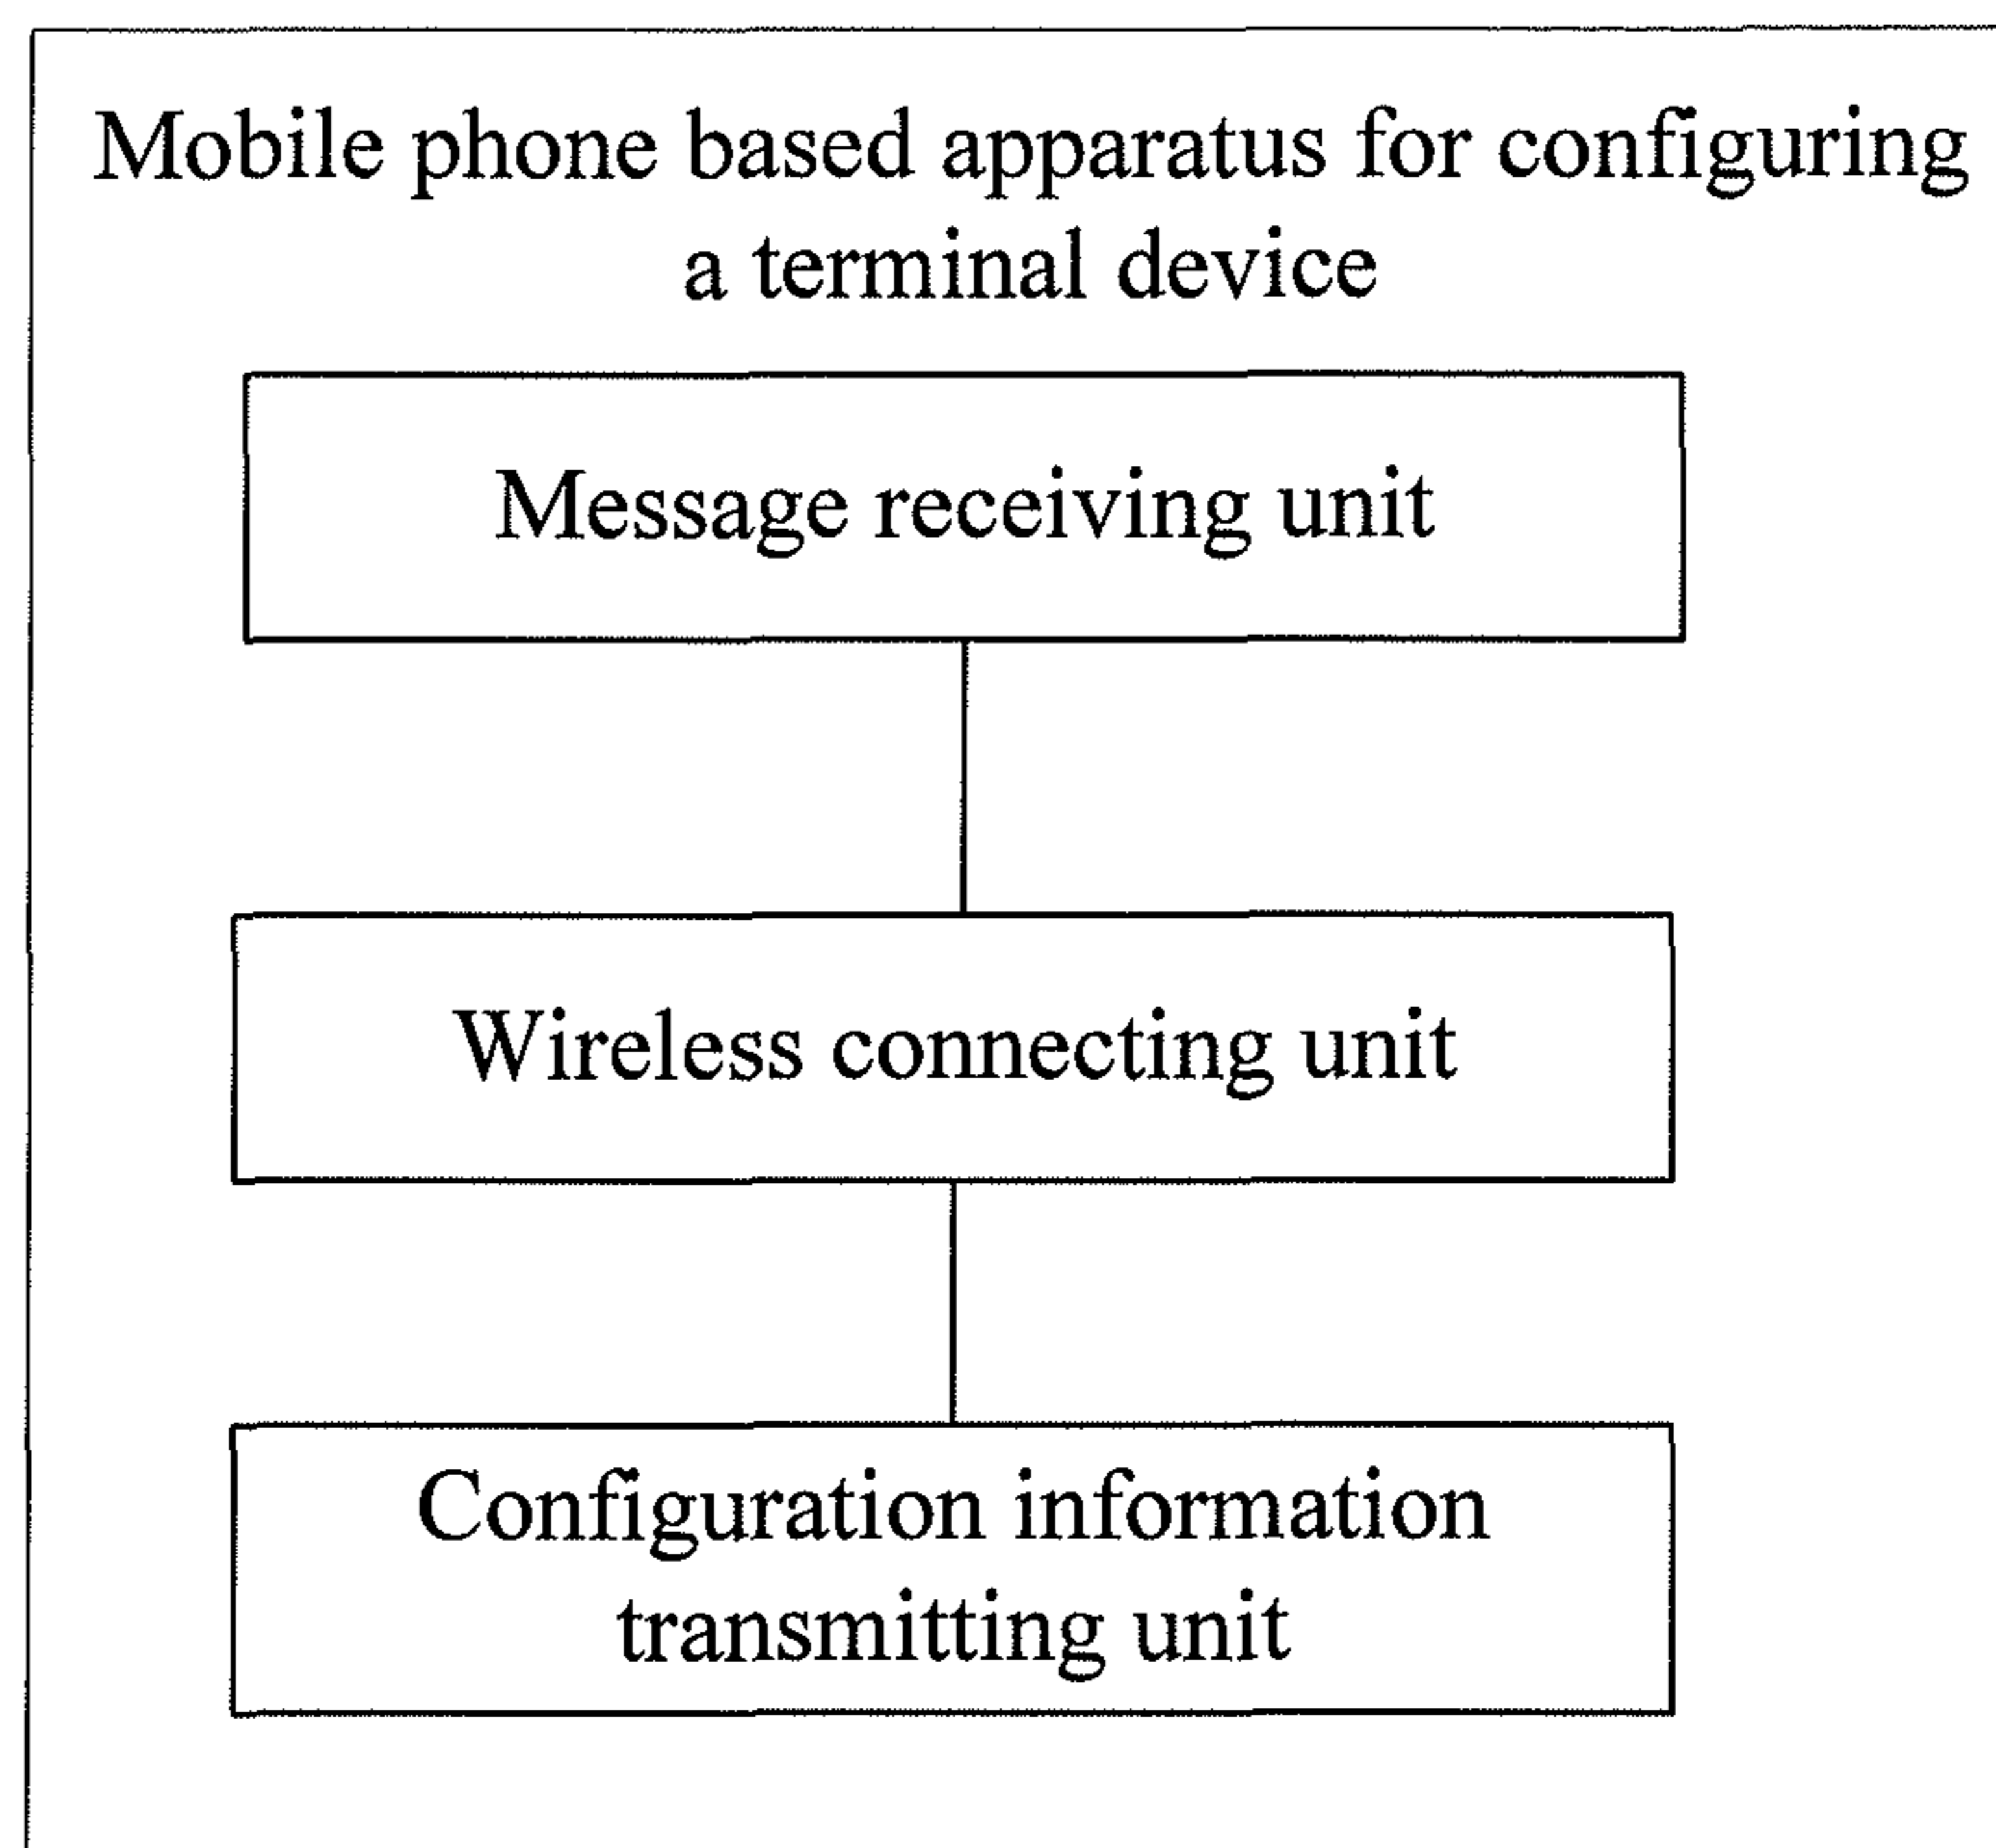 Mobile phone based apparatus for configuring
a terminal device
Message receiving unit
Wireless connecting unit
Configuration information
transmitting unit